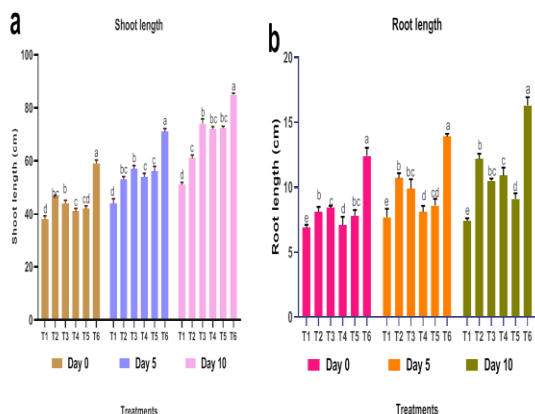 a
Shoot length
Shoot length (cm)
100
80
60
40
20
0
d bc b c cd a
d bc b c c a
d c b bc bc a
T1 T2 T3 T4 T5 T6 T1 T2 T3 T4 T5 T6 T1 T2 T3 T4 T5 T6
Day 0 Day 5 Day 10
Treatments
b
Root length
Root length (cm)
20
15
10
5
0
e b c d bc a
e b bc d cd a
e b bc c d a
T1 T2 T3 T4 T5 T6 T1 T2 T3 T4 T5 T6 T1 T2 T3 T4 T5 T6
Day 0 Day 5 Day 10
Treatments